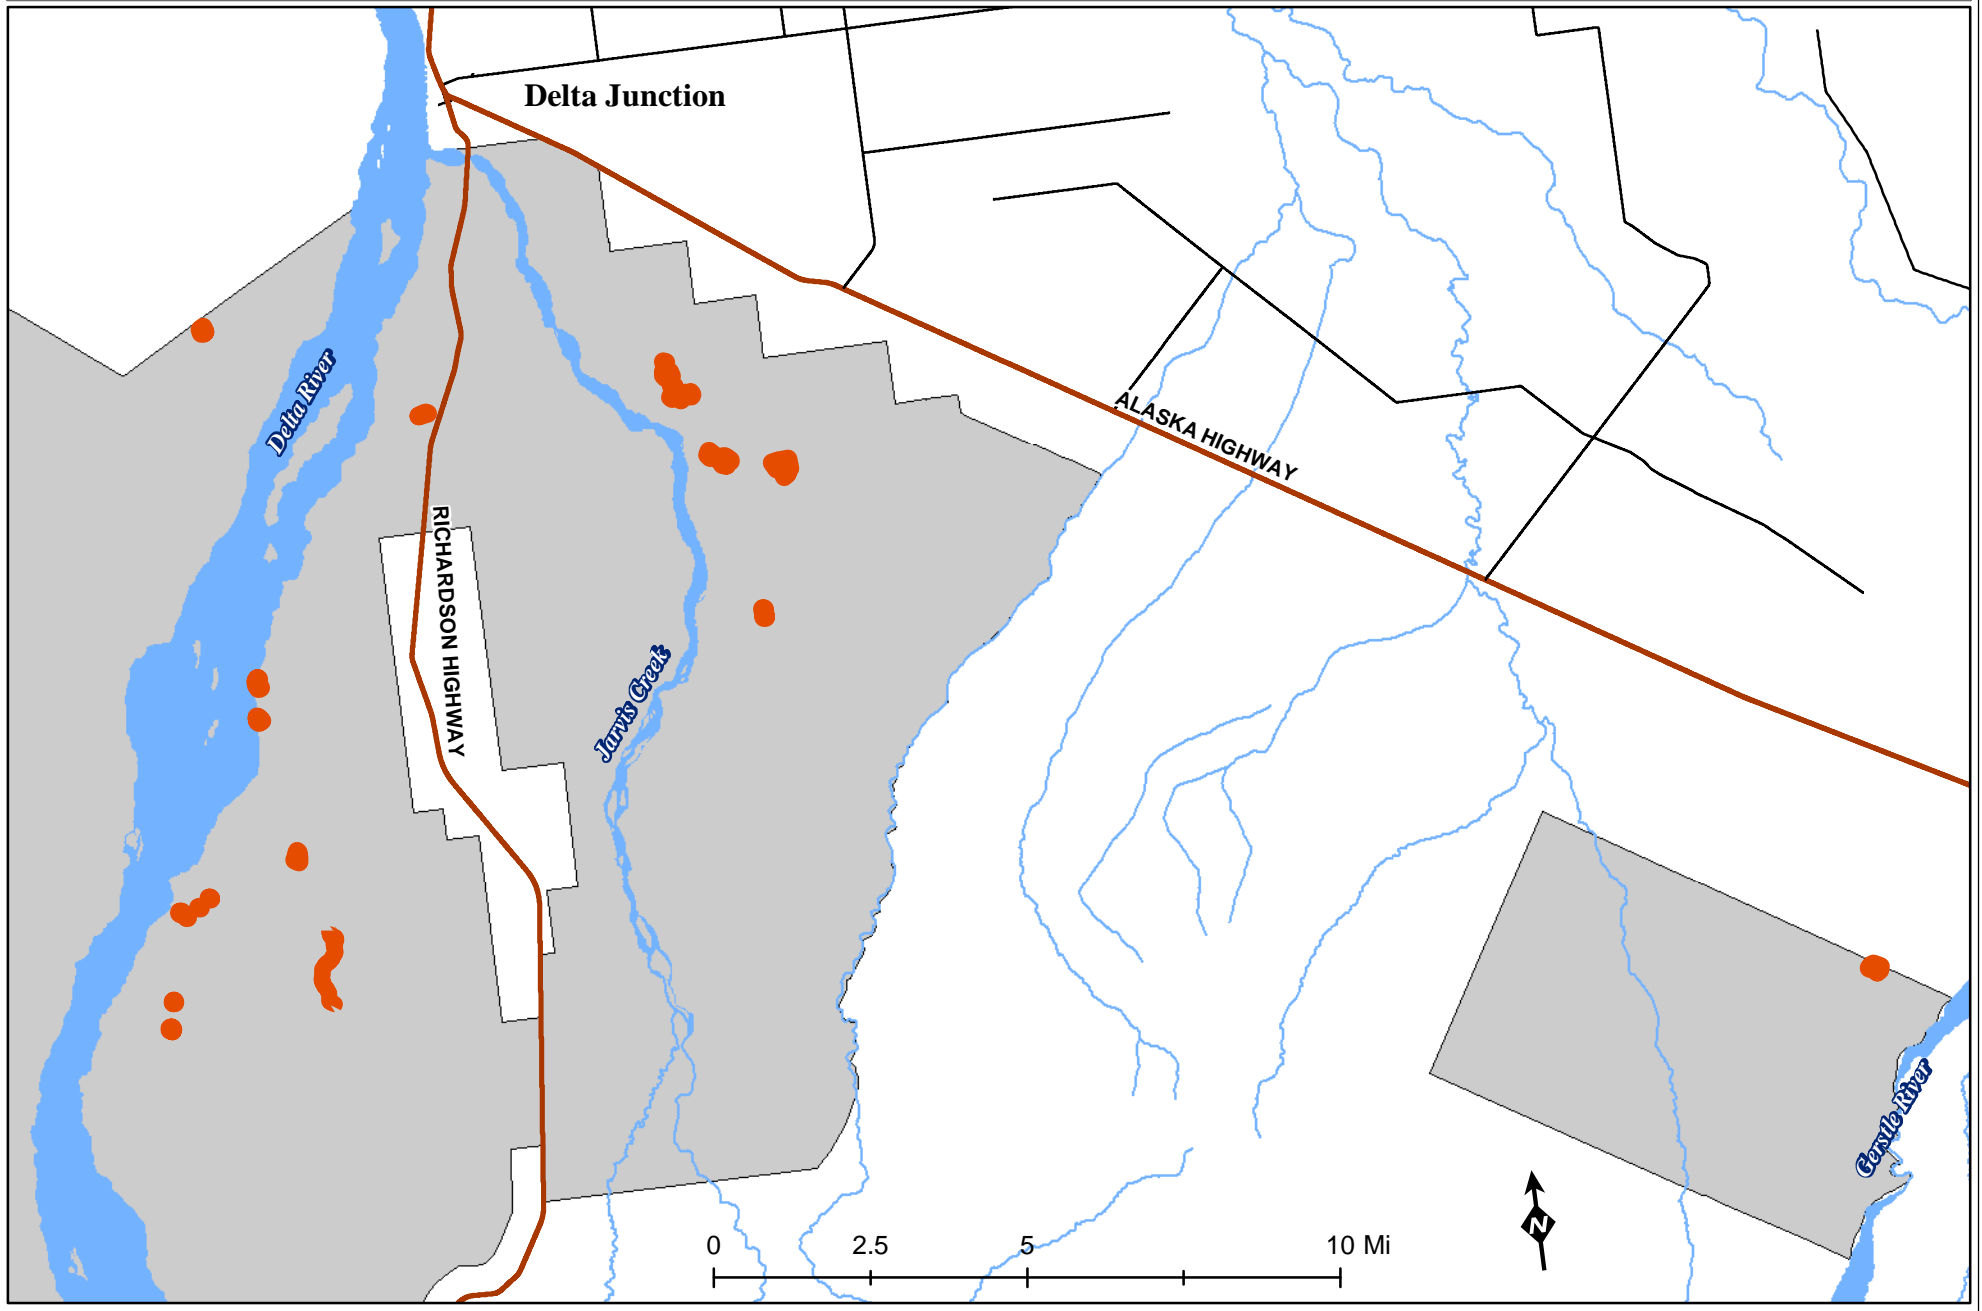 Delta Junction
Delta River
ALASKA HIGHWAY
RICHARDSON HIGHWAY
Jarvis Creek
Gerstle River
N
0 2.5 5 10 Mi